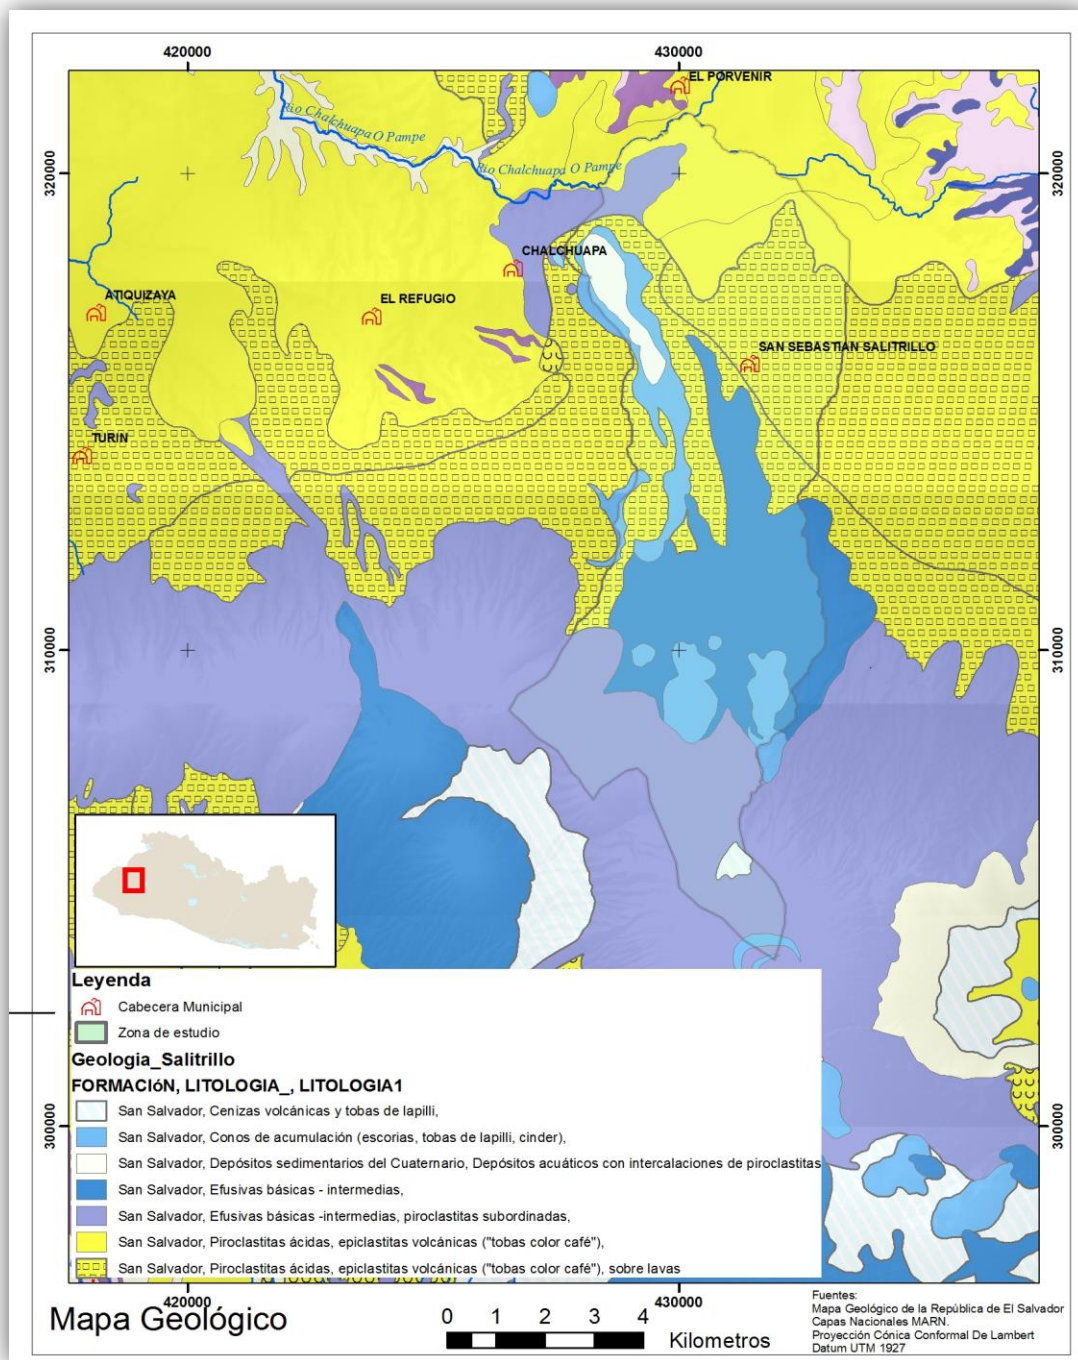 420000
430000
EL PORVENIR
Río Chalchuapa O Pampe
Río Chalchuapa O Pampe
320000
320000
CHALCHUAPA
ATIQUIZAYA
EL REFUGIO
SAN SEBASTIAN SALITRILLO
TURIN
310000
310000
Leyenda
Cabecera Municipal
Zona de estudio
Geologia_Salitrillo
FORMACIóN, LITOLOGIA_, LITOLOGIA1
San Salvador, Cenizas volcánicas y tobas de lapilli,
San Salvador, Conos de acumulación (escorias, tobas de lapilli, cinder),
San Salvador, Depósitos sedimentarios del Cuaternario, Depósitos acuáticos con intercalaciones de piroclastitas
San Salvador, Efusivas básicas - intermedias,
San Salvador, Efusivas básicas -intermedias, piroclastitas subordinadas,
San Salvador, Piroclastitas ácidas, epiclastitas volcánicas ("tobas color café"),
San Salvador, Piroclastitas ácidas, epiclastitas volcánicas ("tobas color café"), sobre lavas
300000
300000
420000
430000
Mapa Geológico
0 1 2 3 4
Kilometros
Fuentes:
Mapa Geológico de la República de El Salvador
Capas Nacionales MARN.
Proyección Cónica Conformal De Lambert
Datum UTM 1927